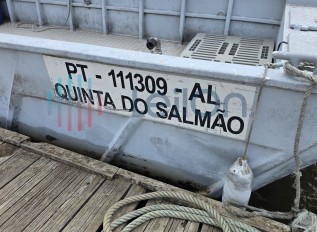 PT - 111309 - AL
QUINTA DO SALMÃO